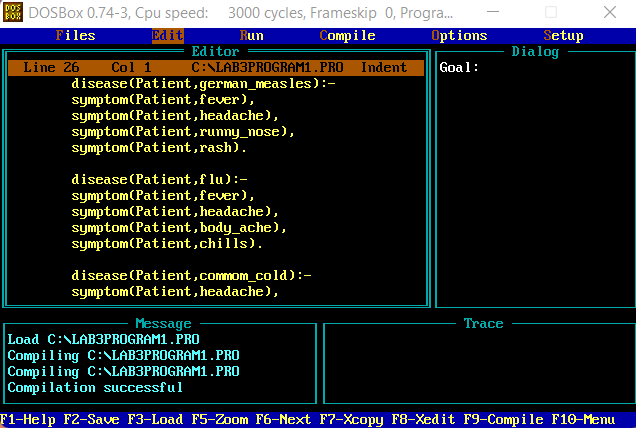 DOS BOX DOSBox 0.74-3, Cpu speed: 3000 cycles, Frameskip 0, Progra...
Files Edit Run Compile Options Setup
Editor
Line 26 Col 1 C:\LAB3PROGRAM1.PRO Indent
disease(Patient,german_measles):-
symptom(Patient,fever),
symptom(Patient,headache),
symptom(Patient,runny_nose),
symptom(Patient,rash).
disease(Patient,flu):-
symptom(Patient,fever),
symptom(Patient,headache),
symptom(Patient,body_ache),
symptom(Patient,chills).
disease(Patient,commom_cold):-
symptom(Patient,headache),
Dialog
Goal:
Message
Load C:\LAB3PROGRAM1.PRO
Compiling C:\LAB3PROGRAM1.PRO
Compiling C:\LAB3PROGRAM1.PRO
Compilation successful
Trace
F1-Help F2-Save F3-Load F5-Zoom F6-Next F7-Xcopy F8-Xedit F9-Compile F10-Menu